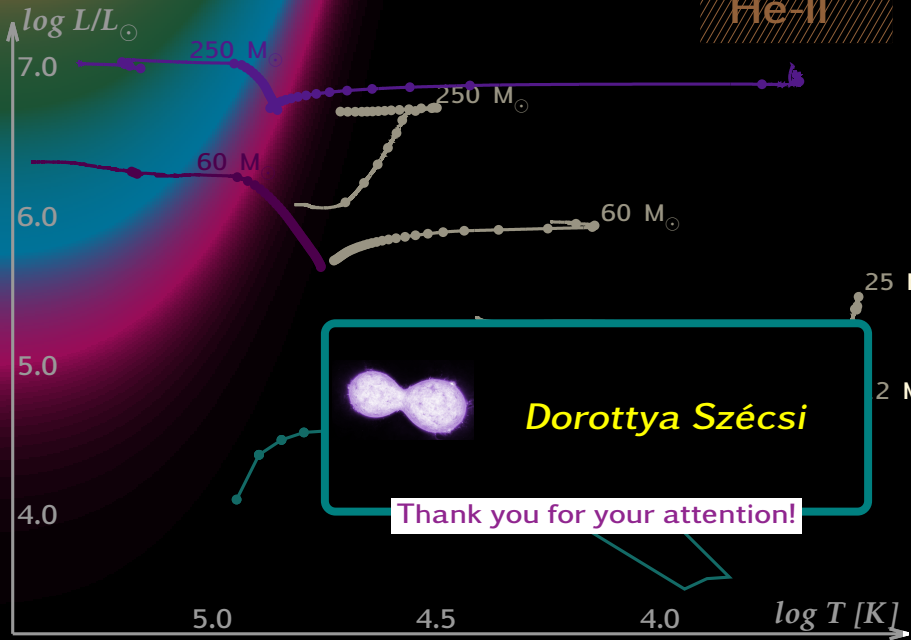 log L/L☉
He-II
7.0
250 M☉
250 M☉
60 M
6.0
60 M☉
25
5.0
2 M
Dorottya Szécsi
4.0
Thank you for your attention!
5.0
4.5
4.0
log T [K]